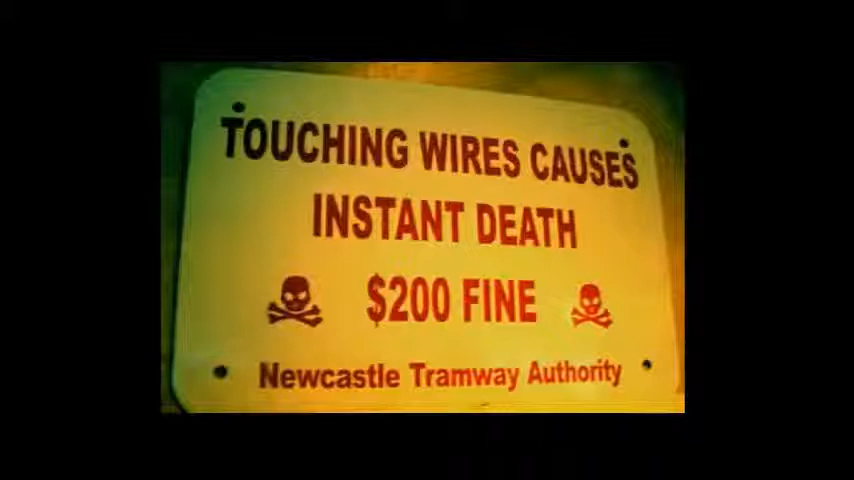 TOUCHING WIRES CAUSES
INSTANT DEATH
$200 FINE
Newcastle Tramway Authority